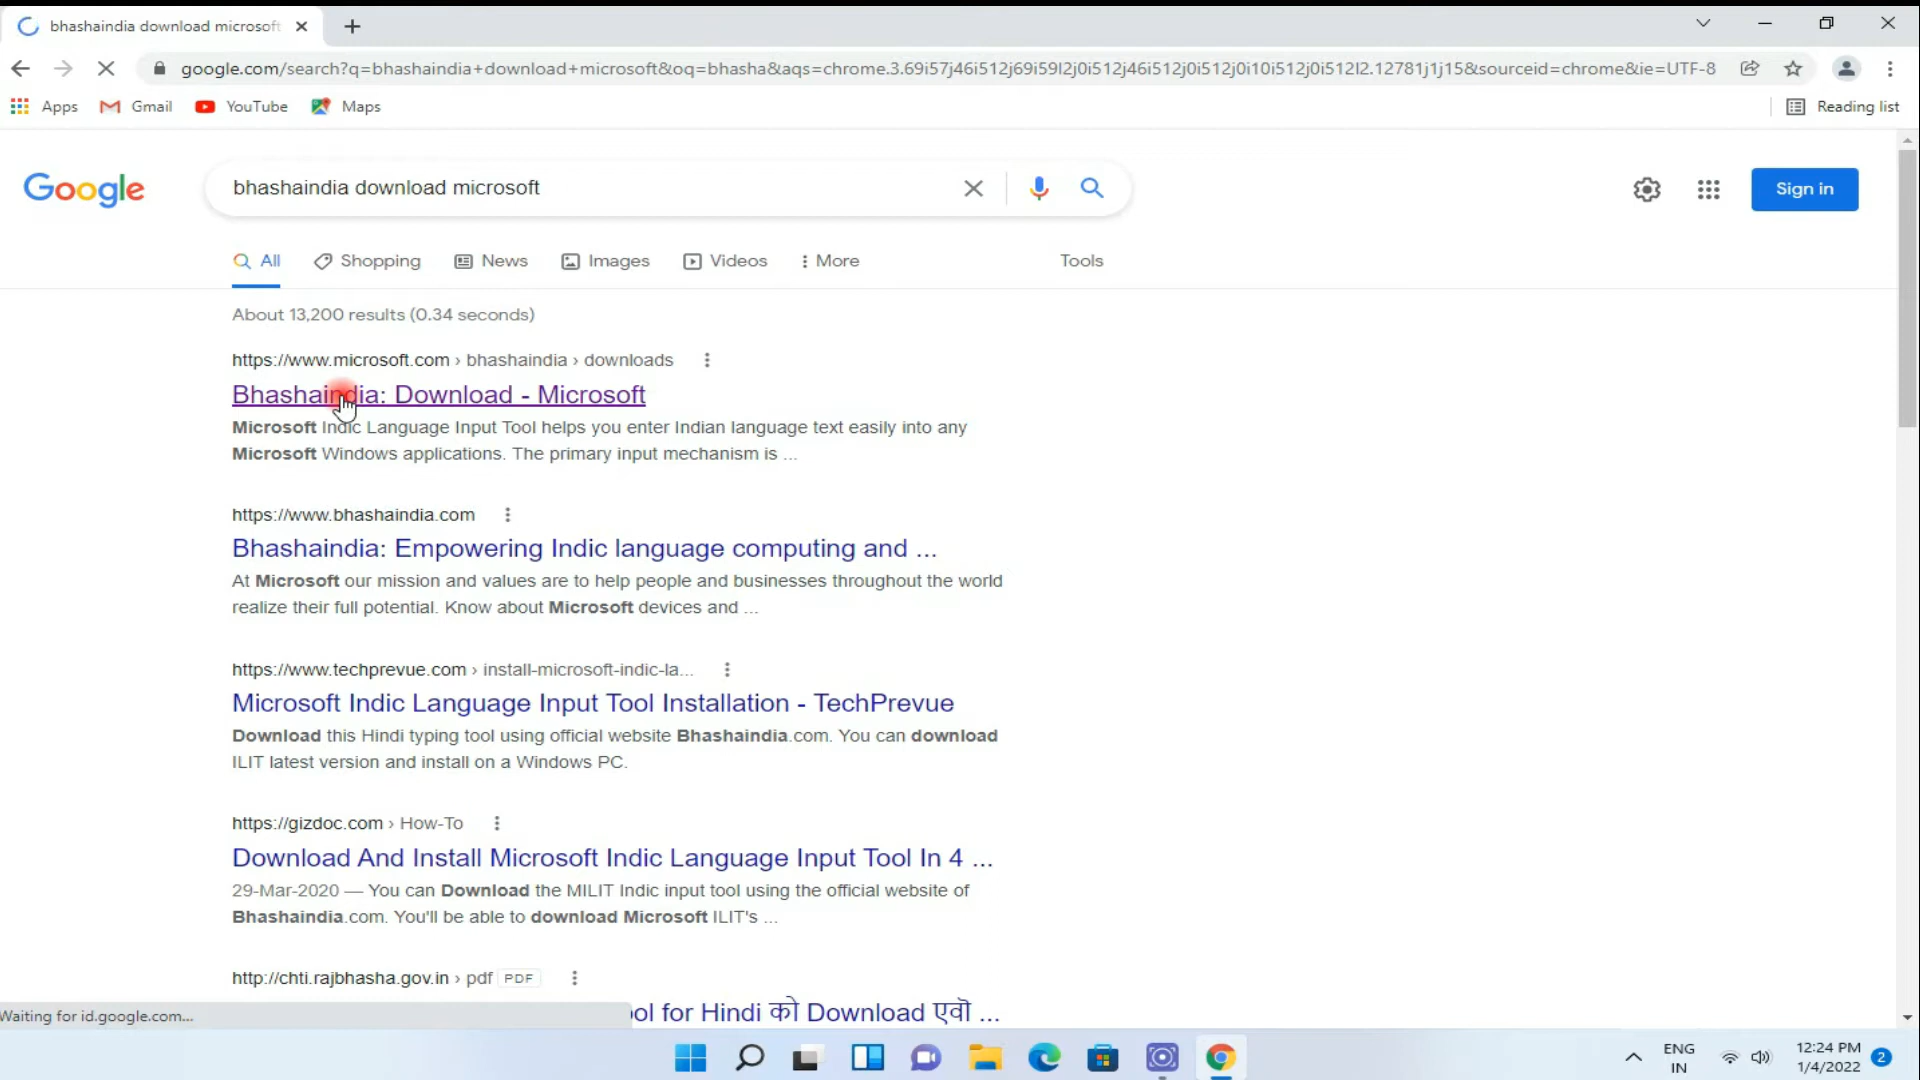 bhashaindia download microsoft
google.com/search?q=bhashaindia+download+microsoft&oq=bhasha&aqs=chrome.3.69i57j46i512j69i59l2j0i512j46i512j0i512j0i10i512j0i512l2.12781j1j15&sourceid=chrome&ie=UTF-8
Apps Gmail YouTube Maps Reading list
Google bhashaindia download microsoft Sign in
All Shopping News Images Videos More Tools
About 13,200 results (0.34 seconds)
https://www.microsoft.com › bhashaindia › downloads
Bhashaindia: Download - Microsoft
Microsoft Indic Language Input Tool helps you enter Indian language text easily into any
Microsoft Windows applications. The primary input mechanism is ...
https://www.bhashaindia.com
Bhashaindia: Empowering Indic language computing and ...
At Microsoft our mission and values are to help people and businesses throughout the world
realize their full potential. Know about Microsoft devices and ...
https://www.techprevue.com › install-microsoft-indic-la...
Microsoft Indic Language Input Tool Installation - TechPrevue
Download this Hindi typing tool using official website Bhashaindia.com. You can download
ILIT latest version and install on a Windows PC.
https://gizdoc.com › How-To
Download And Install Microsoft Indic Language Input Tool In 4 ...
29-Mar-2020 — You can Download the MILIT Indic input tool using the official website of
Bhashaindia.com. You'll be able to download Microsoft ILIT's ...
http://chti.rajbhasha.gov.in › pdf PDF
ol for Hindi को Download एवॊ ...
Waiting for id.google.com...
ENG 12:24 PM
IN 1/4/2022 2